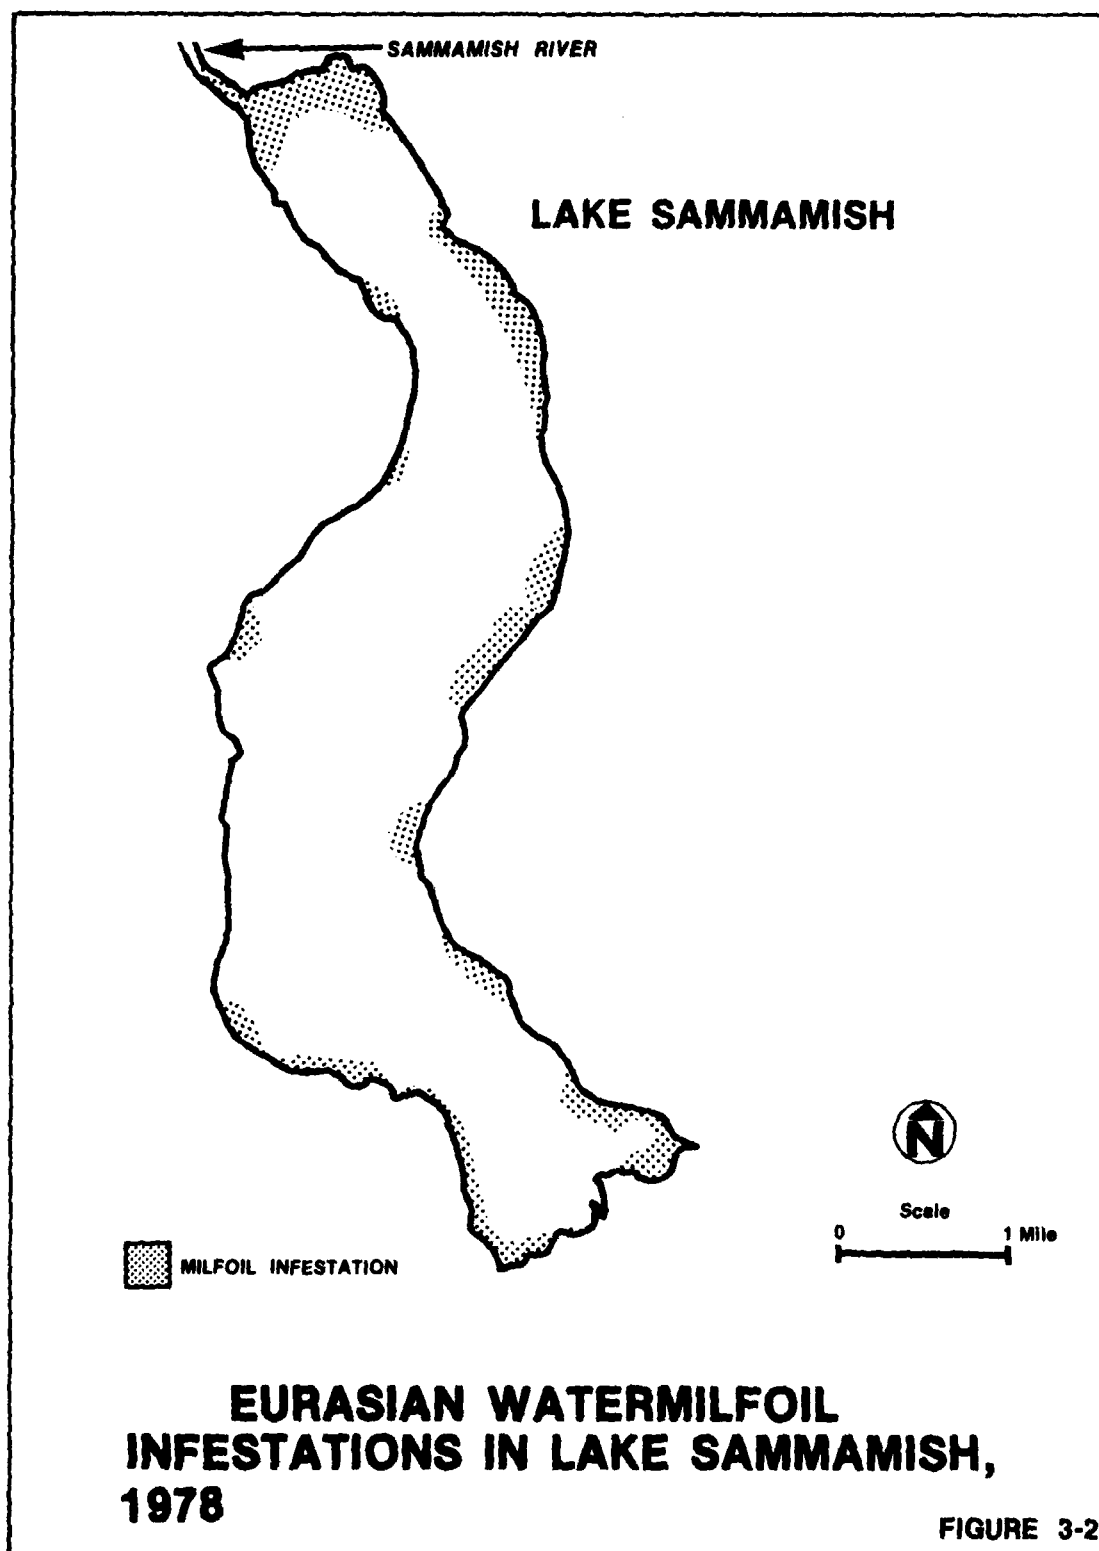 SAMMAMISH RIVER
LAKE SAMMAMISH
N
Scale
0 1 Mile
MILFOIL INFESTATION
EURASIAN WATERMILFOIL
INFESTATIONS IN LAKE SAMMAMISH,
1978
FIGURE 3-2